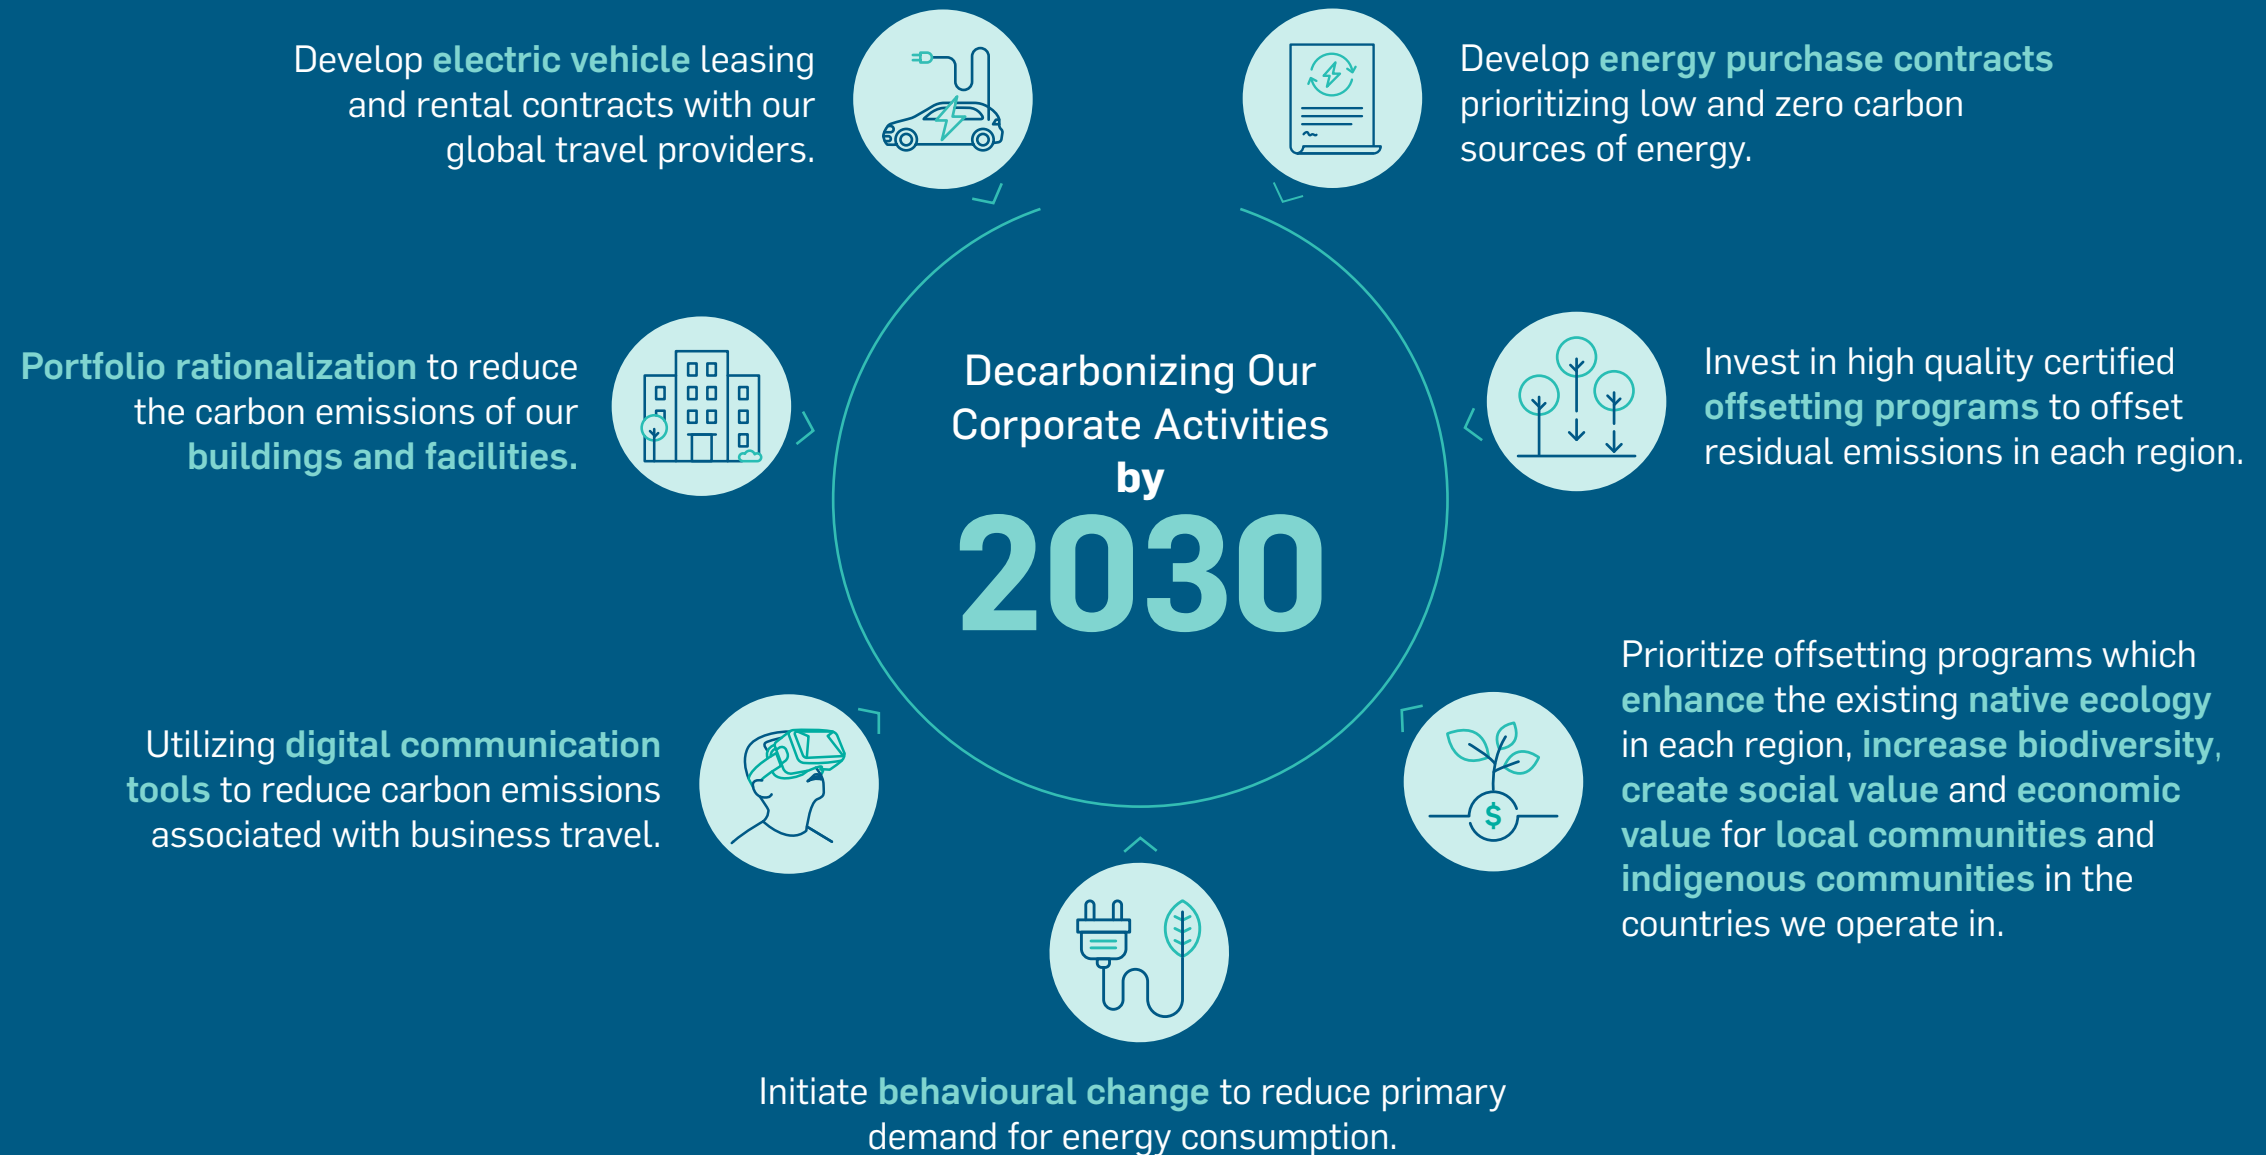 Develop electric vehicle leasing
and rental contracts with our
global travel providers.
Develop energy purchase contracts
prioritizing low and zero carbon
sources of energy.
Portfolio rationalization to reduce
the carbon emissions of our
buildings and facilities.
Decarbonizing Our
Corporate Activities
by
2030
Invest in high quality certified
offsetting programs to offset
residual emissions in each region.
Utilizing digital communication
tools to reduce carbon emissions
associated with business travel.
Prioritize offsetting programs which
enhance the existing native ecology
in each region, increase biodiversity,
create social value and economic
value for local communities and
indigenous communities in the
countries we operate in.
$
Initiate behavioural change to reduce primary
demand for energy consumption.